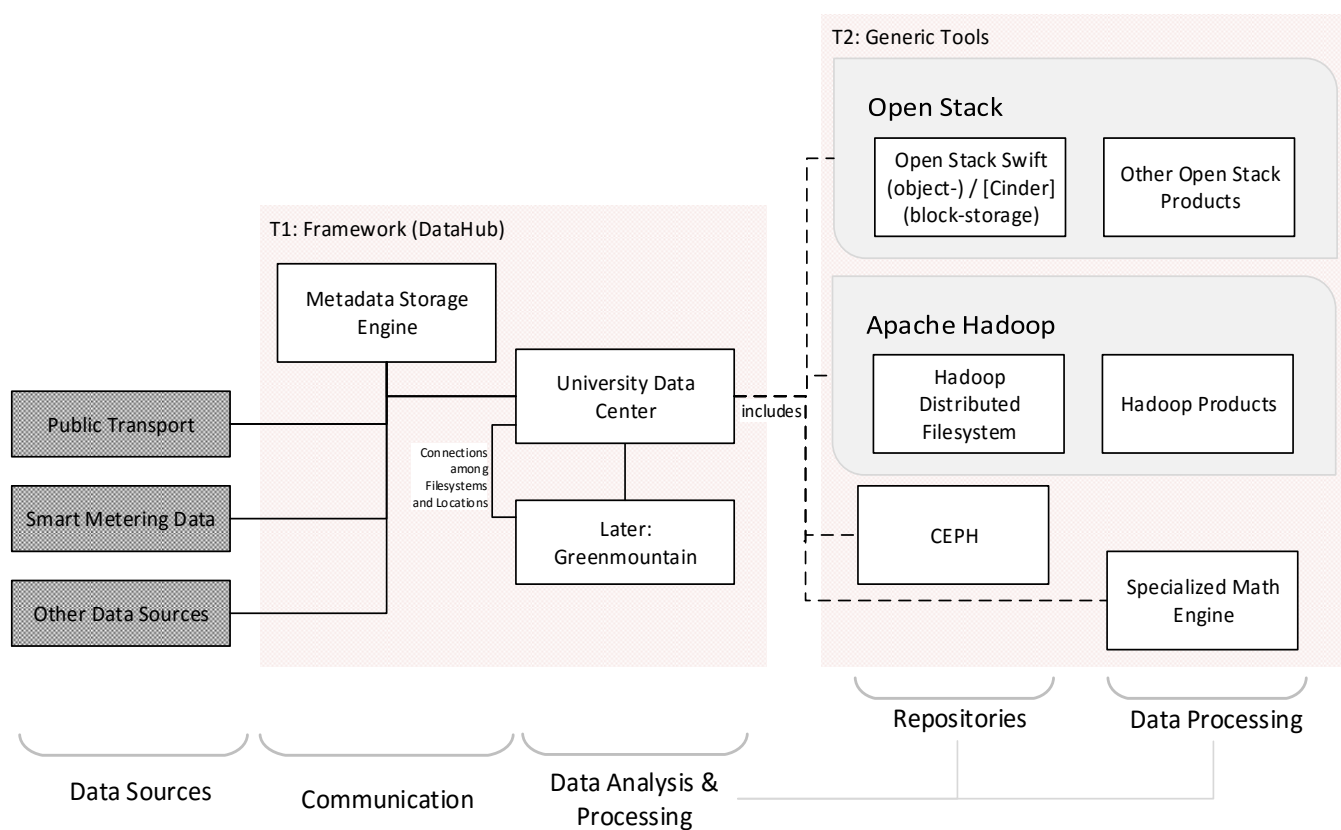 T2: Generic Tools
Open Stack
Open Stack Swift
(object-) / [Cinder]
(block-storage)
Other Open Stack
Products
T1: Framework (DataHub)
Metadata Storage
Engine
Apache Hadoop
University Data
Center
includes
Hadoop
Distributed
Filesystem
Hadoop Products
Public Transport
Connections
among
Filesystems
and Locations
Smart Metering Data
Later:
Greenmountain
CEPH
Other Data Sources
Specialized Math
Engine
Repositories
Data Processing
Data Sources
Communication
Data Analysis &
Processing